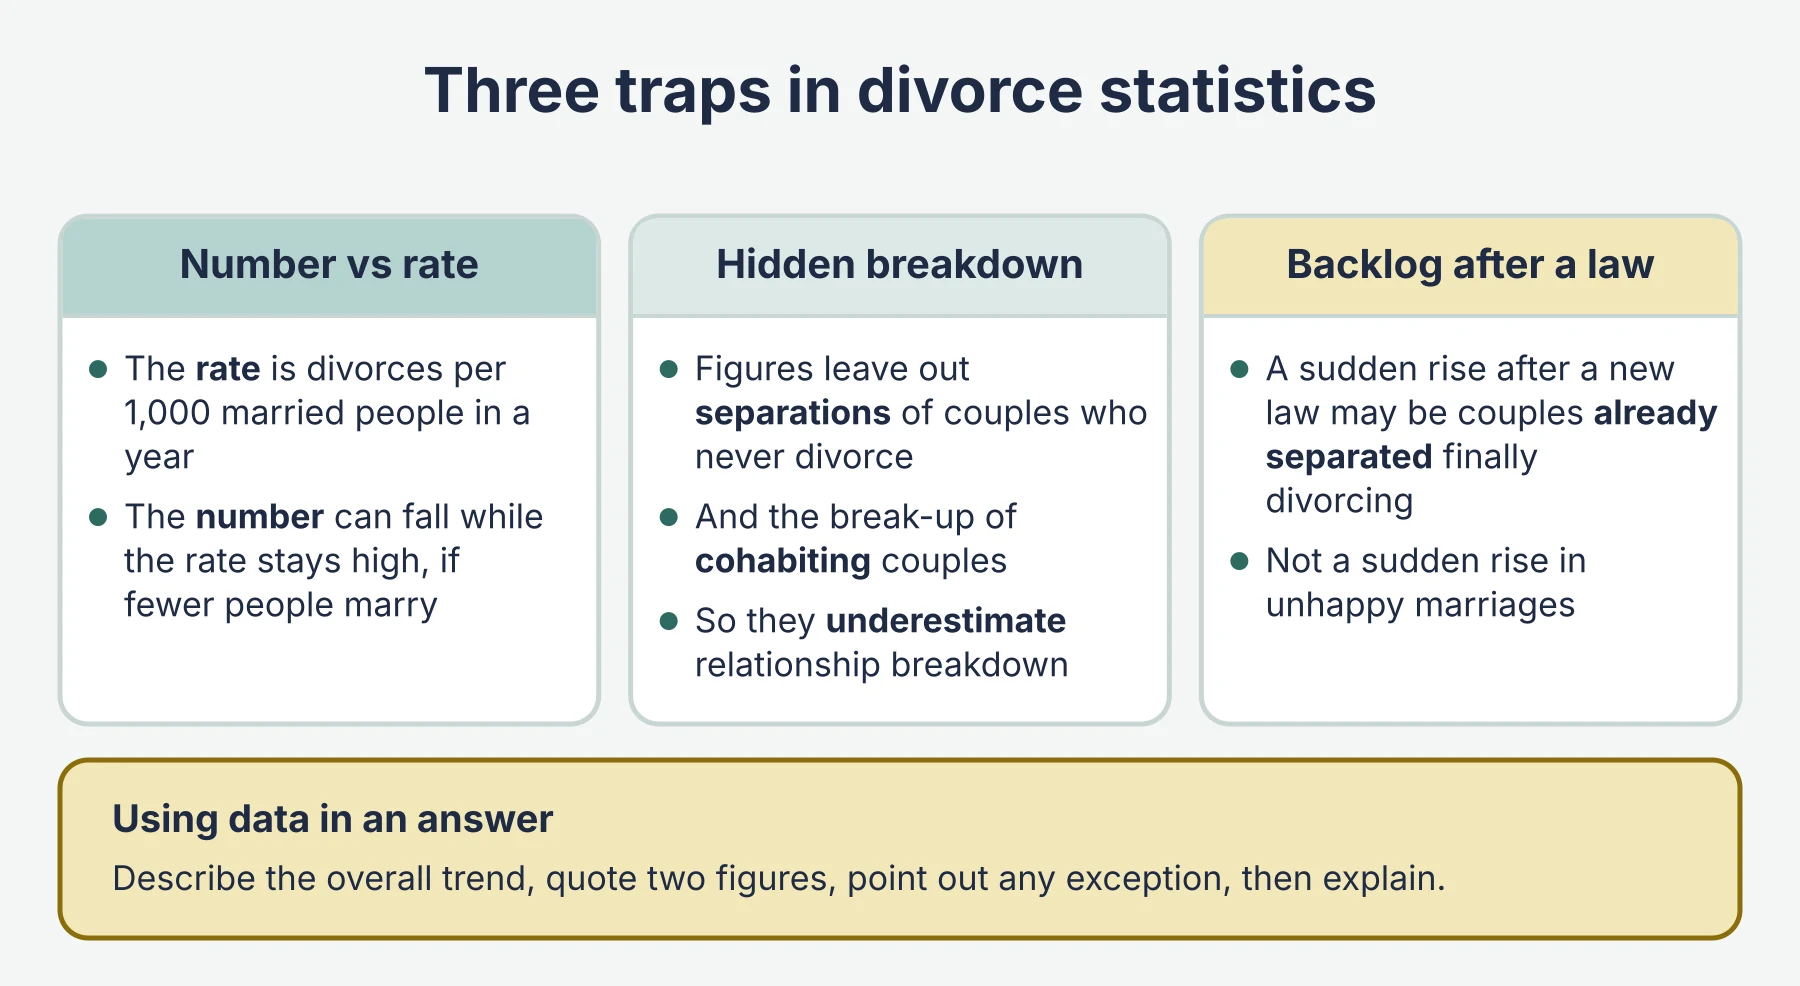 Three traps in divorce statistics
Number vs rate
The rate is divorces per
1,000 married people in a
year
The number can fall while
the rate stays high, if
fewer people marry
Hidden breakdown
Figures leave out
separations of couples who
never divorce
And the break-up of
cohabiting couples
So they underestimate
relationship breakdown
Backlog after a law
A sudden rise after a new
law may be couples already
separated finally
divorcing
Not a sudden rise in
unhappy marriages
Using data in an answer
Describe the overall trend, quote two figures, point out any exception, then explain.